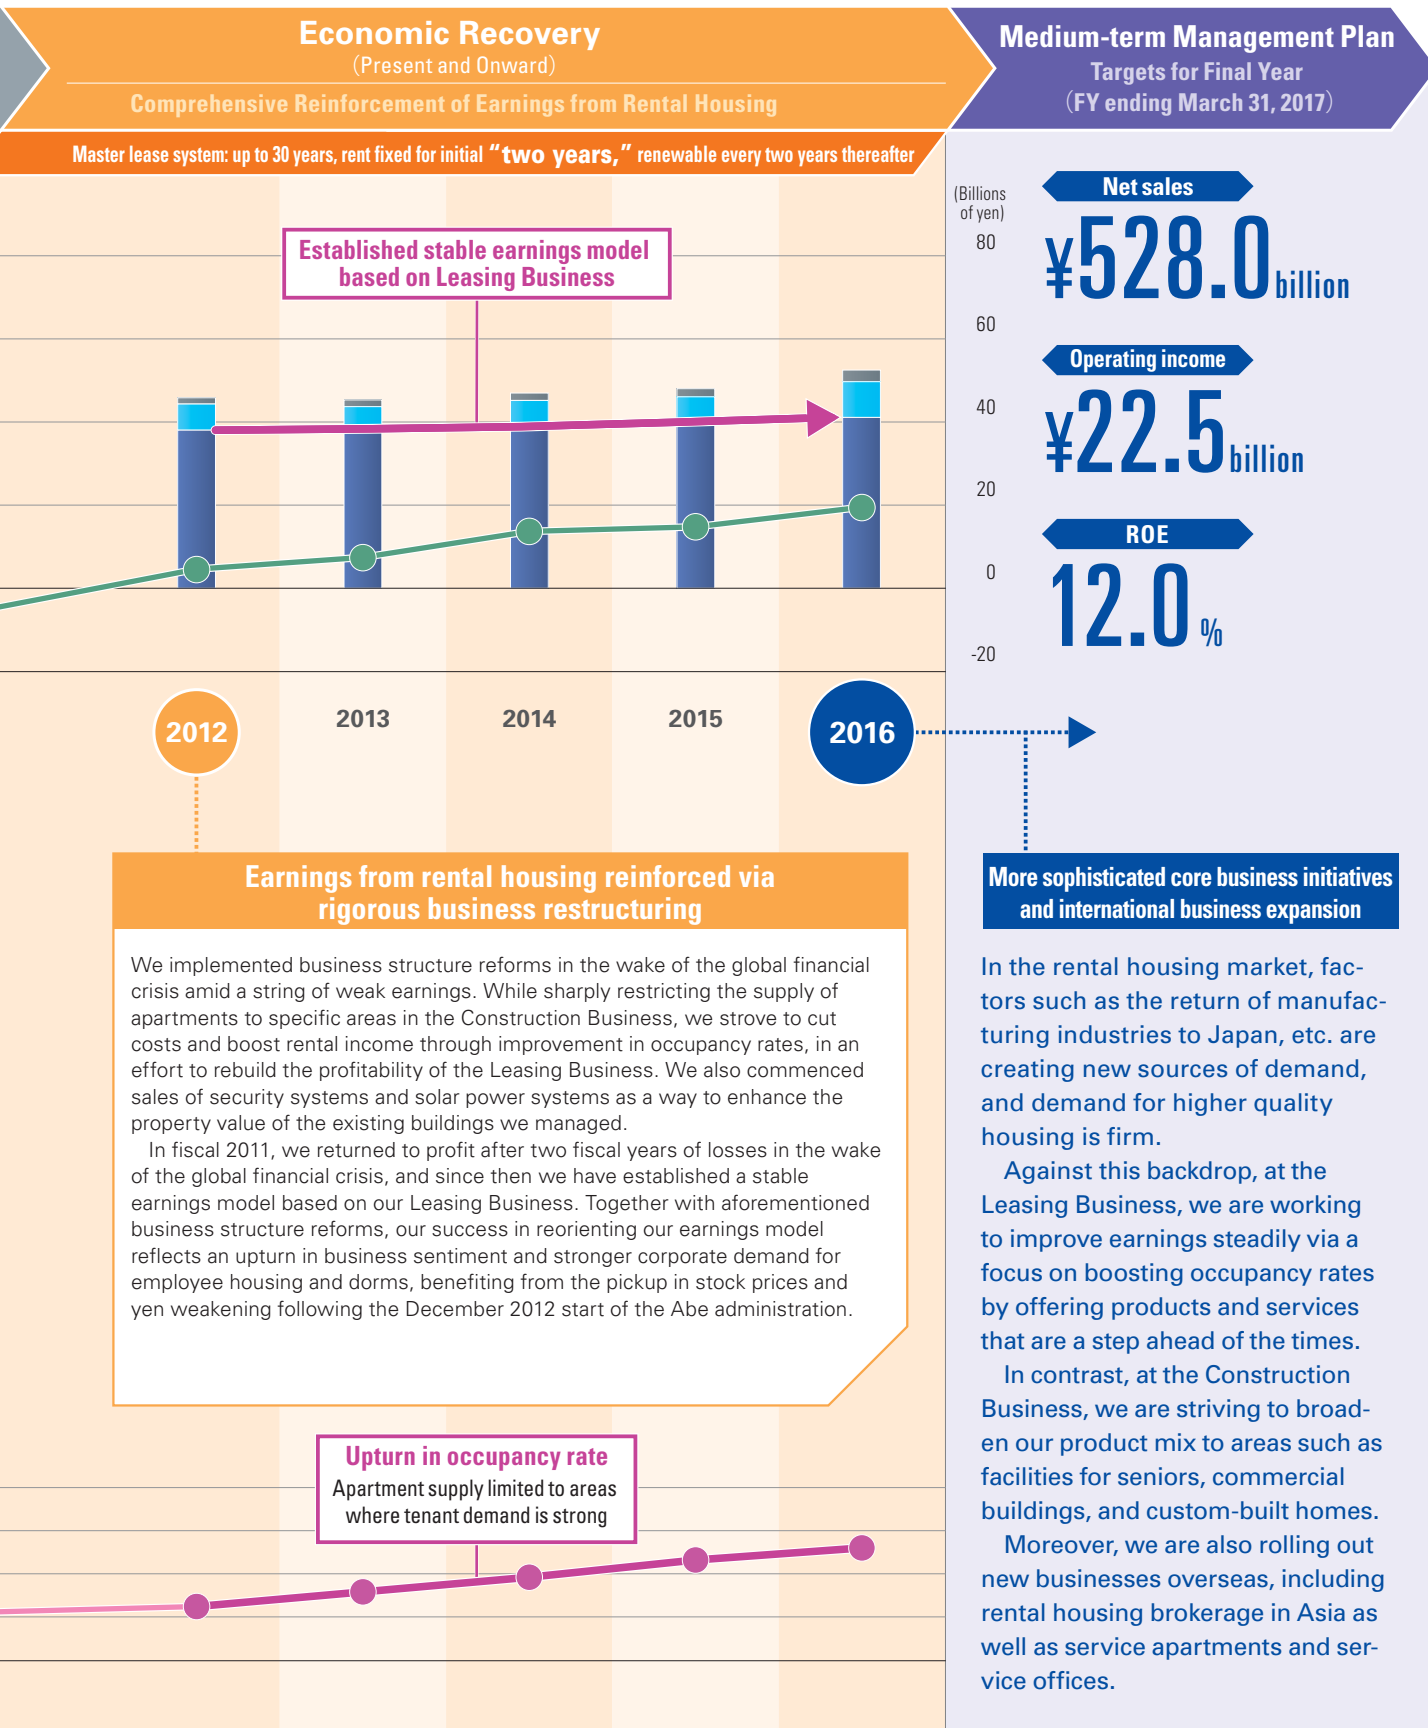 Economic Recovery
(Present and Onward)
Comprehensive Reinforcement of Earnings from Rental Housing
Master lease system: up to 30 years, rent fixed for initial “two years,” renewable every two years thereafter
Medium-term Management Plan
Targets for Final Year
(FY ending March 31, 2017)
(Billions
of yen)
80
60
40
20
0
-20
Established stable earnings model
based on Leasing Business
Net sales
¥528.0 billion
Operating income
¥22.5 billion
ROE
12.0 %
2012
2013
2014
2015
2016
Earnings from rental housing reinforced via
rigorous business restructuring
We implemented business structure reforms in the wake of the global financial
crisis amid a string of weak earnings. While sharply restricting the supply of
apartments to specific areas in the Construction Business, we strove to cut
costs and boost rental income through improvement in occupancy rates, in an
effort to rebuild the profitability of the Leasing Business. We also commenced
sales of security systems and solar power systems as a way to enhance the
property value of the existing buildings we managed.
In fiscal 2011, we returned to profit after two fiscal years of losses in the wake
of the global financial crisis, and since then we have established a stable
earnings model based on our Leasing Business. Together with aforementioned
business structure reforms, our success in reorienting our earnings model
reflects an upturn in business sentiment and stronger corporate demand for
employee housing and dorms, benefiting from the pickup in stock prices and
yen weakening following the December 2012 start of the Abe administration.
Upturn in occupancy rate
Apartment supply limited to areas
where tenant demand is strong
More sophisticated core business initiatives
and international business expansion
In the rental housing market, fac-
tors such as the return of manufac-
turing industries to Japan, etc. are
creating new sources of demand,
and demand for higher quality
housing is firm.
Against this backdrop, at the
Leasing Business, we are working
to improve earnings steadily via a
focus on boosting occupancy rates
by offering products and services
that are a step ahead of the times.
In contrast, at the Construction
Business, we are striving to broad-
en our product mix to areas such as
facilities for seniors, commercial
buildings, and custom-built homes.
Moreover, we are also rolling out
new businesses overseas, including
rental housing brokerage in Asia as
well as service apartments and ser-
vice offices.